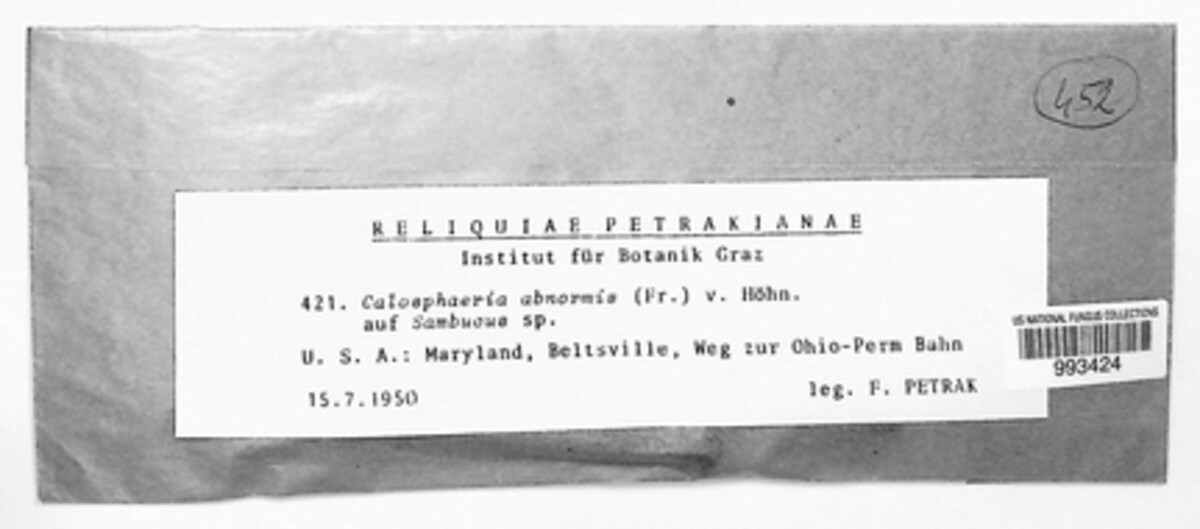 452
RELIQUIAE PETRAKIANAE
Institut für Botanik Graz
421. Calosphaeria abnormis (Fr.) v. Höhn.
auf Sambucus sp.
U. S. A.: Maryland, Beltsville, Weg zur Ohio-Perm Bahn
15.7.1950 leg. F. PETRAK
US NATIONAL FUNGUS COLLECTIONS
993424